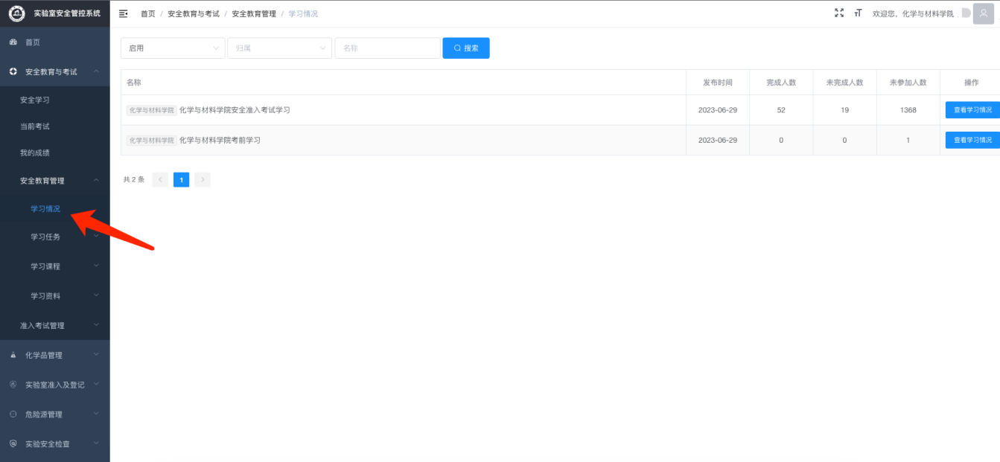 实验室安全管控系统
首页
安全教育与考试
安全学习
当前考试
我的成绩
安全教育管理
学习情况
学习任务
学习课程
学习资料
准入考试管理
化学品管理
实验室准入及登记
危险源管理
实验安全检查
首页 / 安全教育与考试 / 安全教育管理 / 学习情况
欢迎您，化学与材料学院
启用 归属 名称 搜索
名称 发布时间 完成人数 未完成人数 未参加人数 操作
化学与材料学院 化学与材料学院安全准入考试学习 2023-06-29 52 19 1368 查看学习情况
化学与材料学院 化学与材料学院考前学习 2023-06-29 0 0 1 查看学习情况
共 2 条 < 1 >